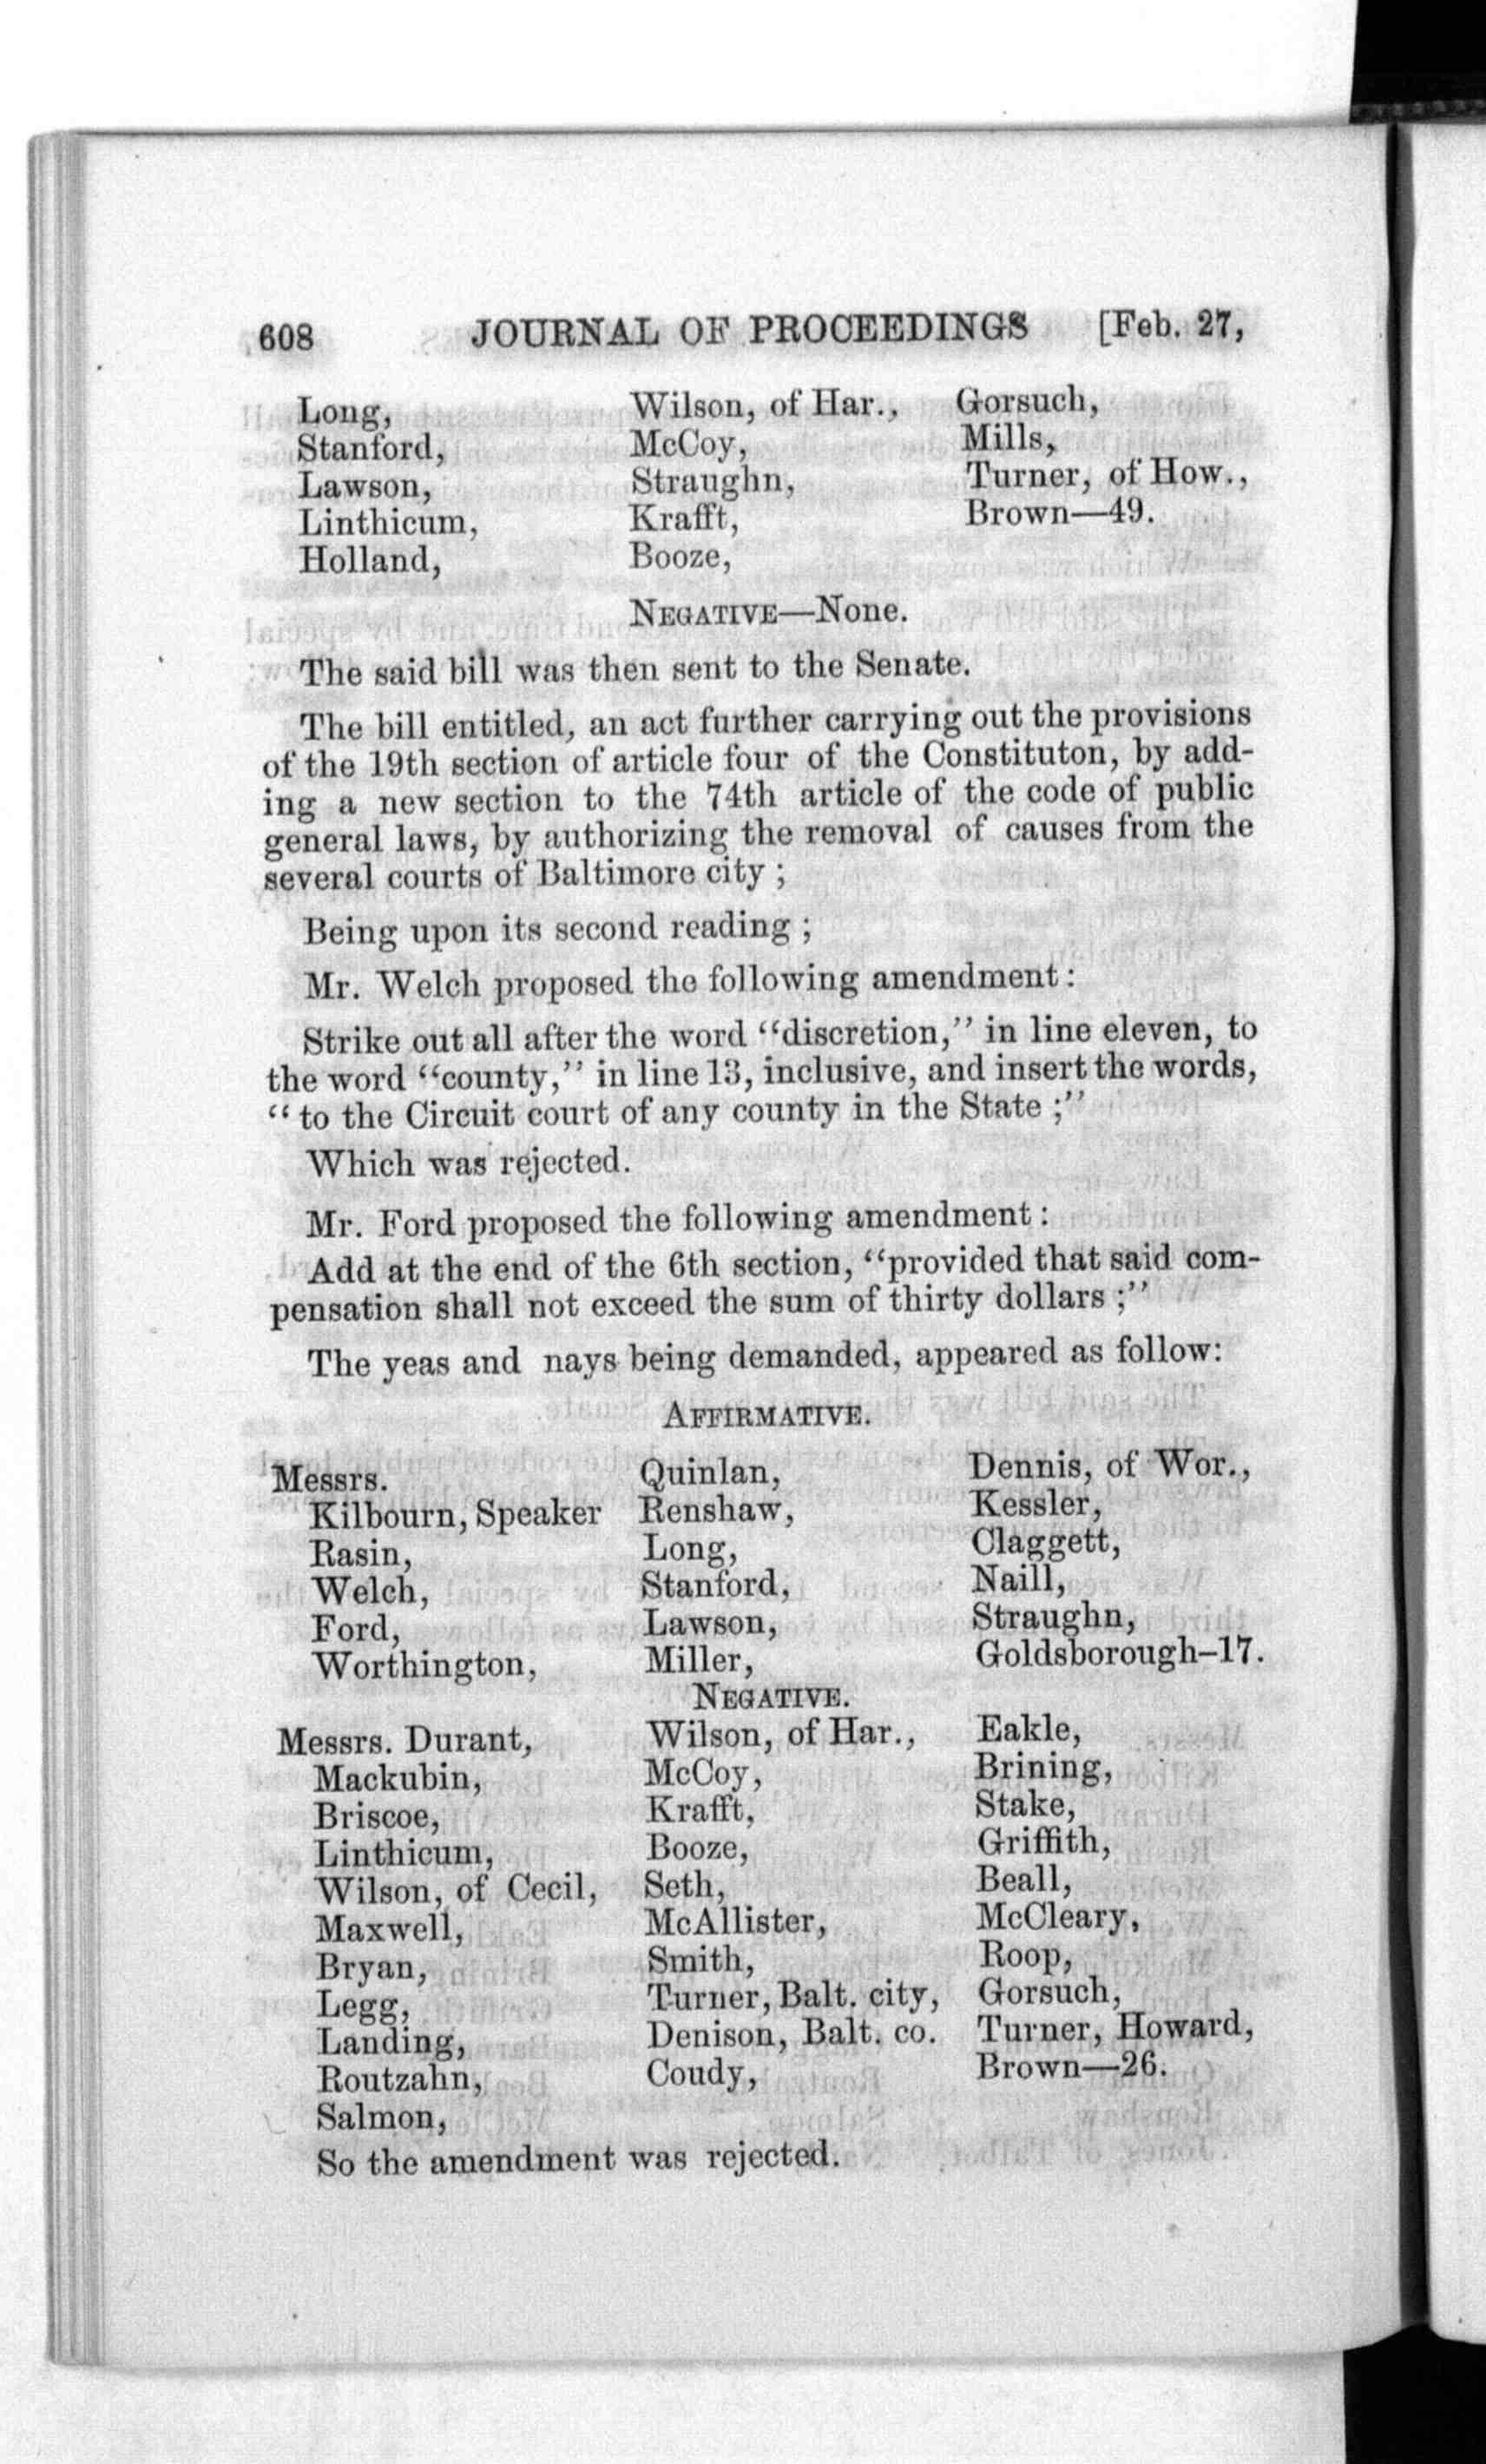 608 JOURNAL OF PROCEEDINGS [Feb. 27,
Long, Wilson, of Har., Gorsuch,
Stanford, McCoy, Mills,
Lawson, Straughn, Turner, of How.,
Linthicum, Krafft, Brown—49.
Holland, Booze,
NEGATIVE—None.
The said bill was then sent to the Senate.
The bill entitled, an act further carrying out the provisions
of the 19th section of article four of the Constituton, by add-
ing a new section to the 74th article of the code of public
general laws, by authorizing the removal of causes from the
several courts of Baltimore city ;
Being upon its second reading ;
Mr. Welch proposed the following amendment :
Strike out all after the word "discretion," in line eleven, to
the word "county," in line 13, inclusive, and insert the words,
" to the Circuit court of any county in the State ;"
Which was rejected.
Mr. Ford proposed the following amendment :
Add at the end of the 6th section, "provided that said com-
pensation shall not exceed the sum of thirty dollars ;"
The yeas and nays being demanded, appeared as follow:
AFFIRMATIVE.
Messrs. Quinlan, Dennis, of Wor.,
Kilbourn, Speaker Renshaw, Kessler,
Rasin, Long, Claggett,
Welch, Stanford, Naill,
Ford, Lawson, Straughn,
Worthington, Miller, Goldsborough–17.
NEGATIVE.
Messrs. Durant, Wilson, of Har., Eakle,
Mackubin, McCoy, Brining,
Briscoe, Krafft, Stake,
Linthicum, Booze, Griffith,
Wilson, of Cecil, Seth, Beall,
Maxwell, McAllister, McCleary,
Bryan, Smith, Roop,
Legg, Turner, Balt. city, Gorsuch,
Landing, Denison, Balt. co. Turner, Howard,
Routzahn, Coudy, Brown—26.
Salmon,
So the amendment was rejected.